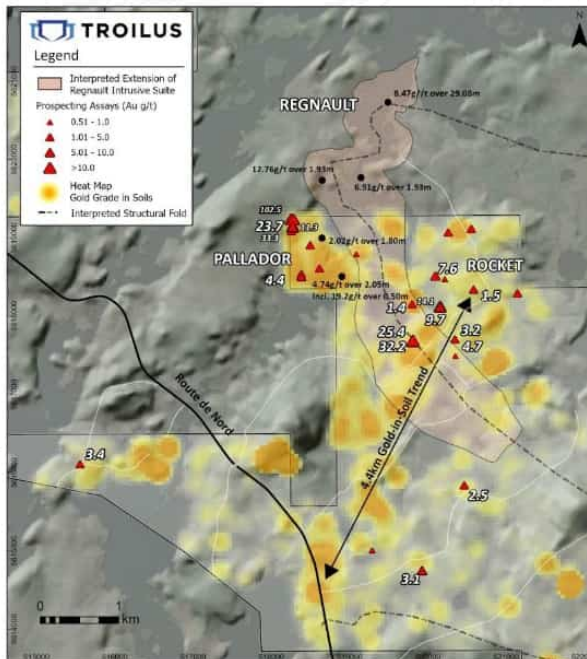 TROILUS
Legend
Interpreted Extension of
Regnault Intrusive Suite
Prospecting Assays (Au g/t)
0.51 - 1.0
1.01 - 5.0
5.01 - 10.0
>10.0
Heat Map
Gold Grade in Soils
Interpreted Structural Fold
N
REGNAULT
8.47g/t over 29.08m
12.76g/t over 1.93m
6.91g/t over 1.93m
102.5
23.7
11.3
2.02g/t over 1.80m
PALLADOR
4.4
4.74g/t over 2.05m
Incl. 19.2g/t over 0.50m
7.6
ROCKET
1.5
1.4
9.7
3.2
4.7
25.4
32.2
4.4km Gold-in-Soil Trend
Route de Nord
3.4
2.5
3.1
0
1
km